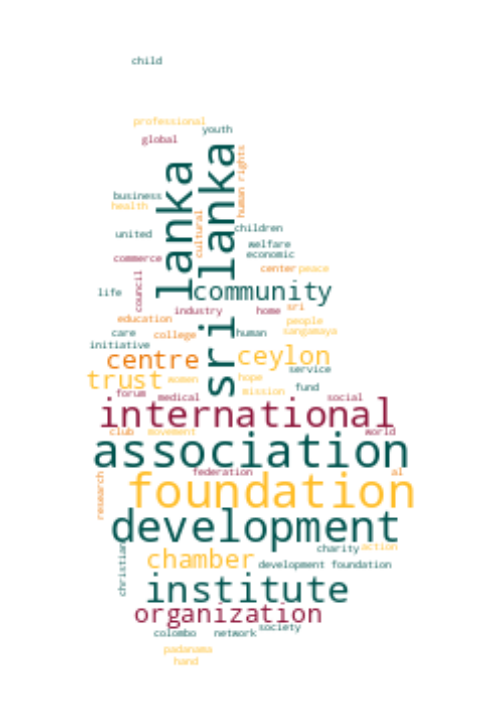 child
professional
youth
global
lanka
sri lanka
human rights
business
health
cultural
united
children
welfare
economic
commerce
center
peace
council
life
community
industry
home
sri
education
people
sangamaya
care
college
human
initiative
centre
ceylon
service
trust
women
hope
fund
mission
forum
medical
social
international
club
movement
world
association
federation
al
research
foundation
development
charity
action
christian
chamber
development foundation
institute
organization
colombo
network
society
padanama
hand